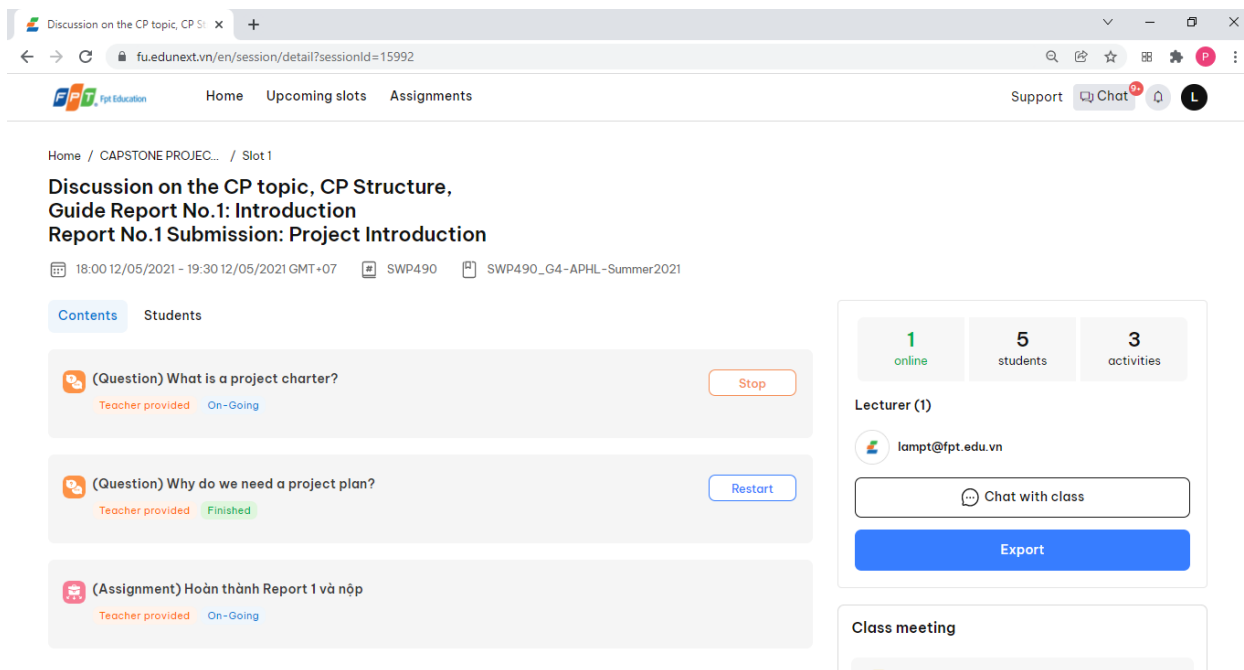 Discussion on the CP topic, CP St
fu.edunext.vn/en/session/detail?sessionId=15992
P
FPT Fpt Education
Home
Upcoming slots
Assignments
Support
Chat
9+
L
Home / CAPSTONE PROJEC... / Slot 1
Discussion on the CP topic, CP Structure,
Guide Report No.1: Introduction
Report No.1 Submission: Project Introduction
18:00 12/05/2021 - 19:30 12/05/2021 GMT+07
# SWP490
SWP490_G4-APHL-Summer2021
Contents
Students
(Question) What is a project charter?
Teacher provided
On-Going
Stop
(Question) Why do we need a project plan?
Teacher provided
Finished
Restart
(Assignment) Hoàn thành Report 1 và nộp
Teacher provided
On-Going
1
online
5
students
3
activities
Lecturer (1)
lampt@fpt.edu.vn
Chat with class
Export
Class meeting